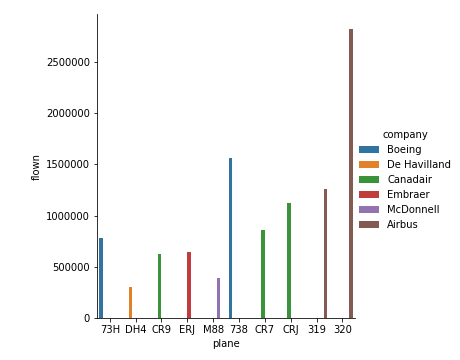 2500000
2000000
1500000
1000000
500000
0
flown
73H DH4 CR9 ERJ M88 738 CR7 CRJ 319 320
plane
company
Boeing
De Havilland
Canadair
Embraer
McDonnell
Airbus